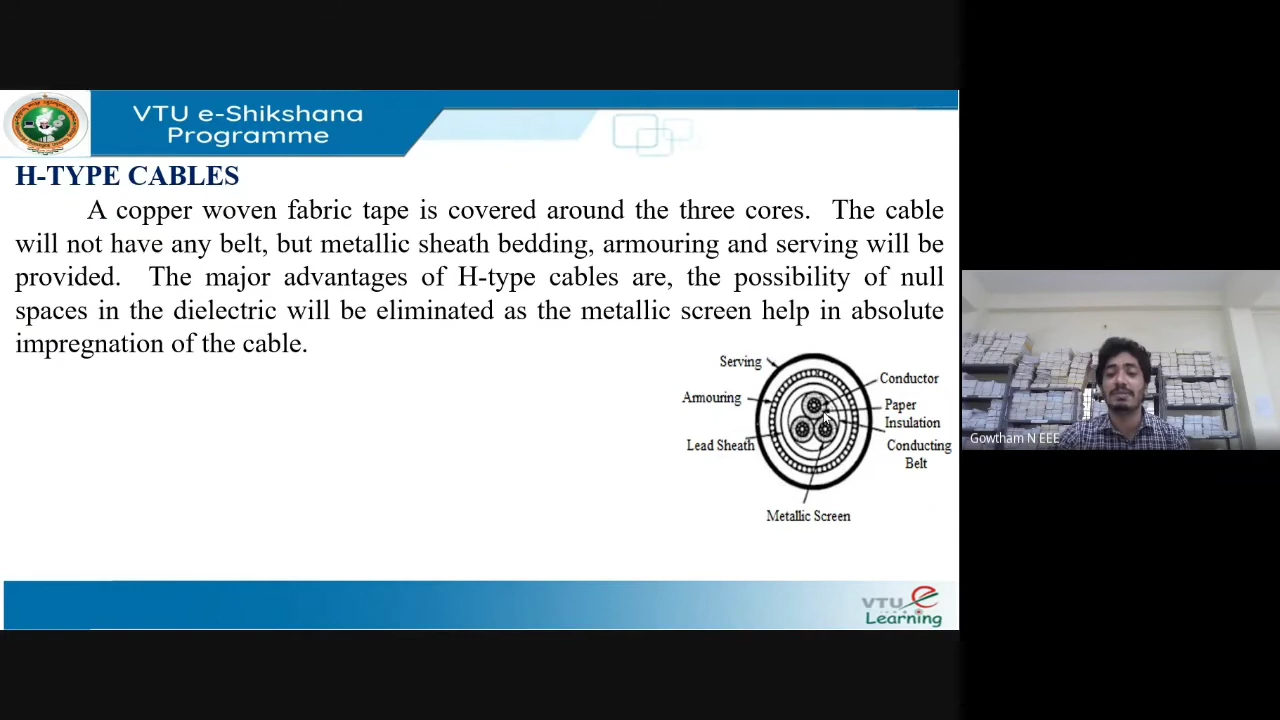 VTU e-Shikshana
Programme
H-TYPE CABLES
A copper woven fabric tape is covered around the three cores. The cable
will not have any belt, but metallic sheath bedding, armouring and serving will be
provided. The major advantages of H-type cables are, the possibility of null
spaces in the dielectric will be eliminated as the metallic screen help in absolute
impregnation of the cable.
Serving
Conductor
Armouring
Paper
Insulation
Lead Sheath
Conducting
Belt
Metallic Screen
Gowtham N EEE
VTU e
Learning